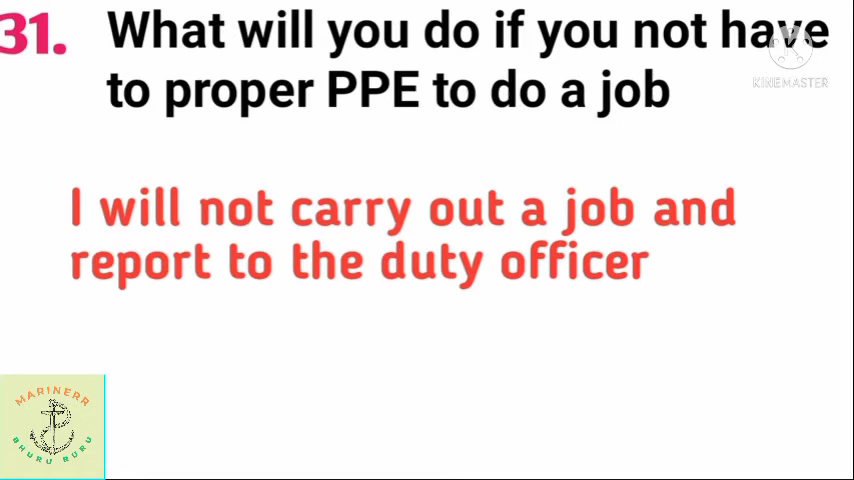 31. What will you do if you not have
to proper PPE to do a job
KINEMASTER
I will not carry out a job and
report to the duty officer
MARINERR
BHURU RURU